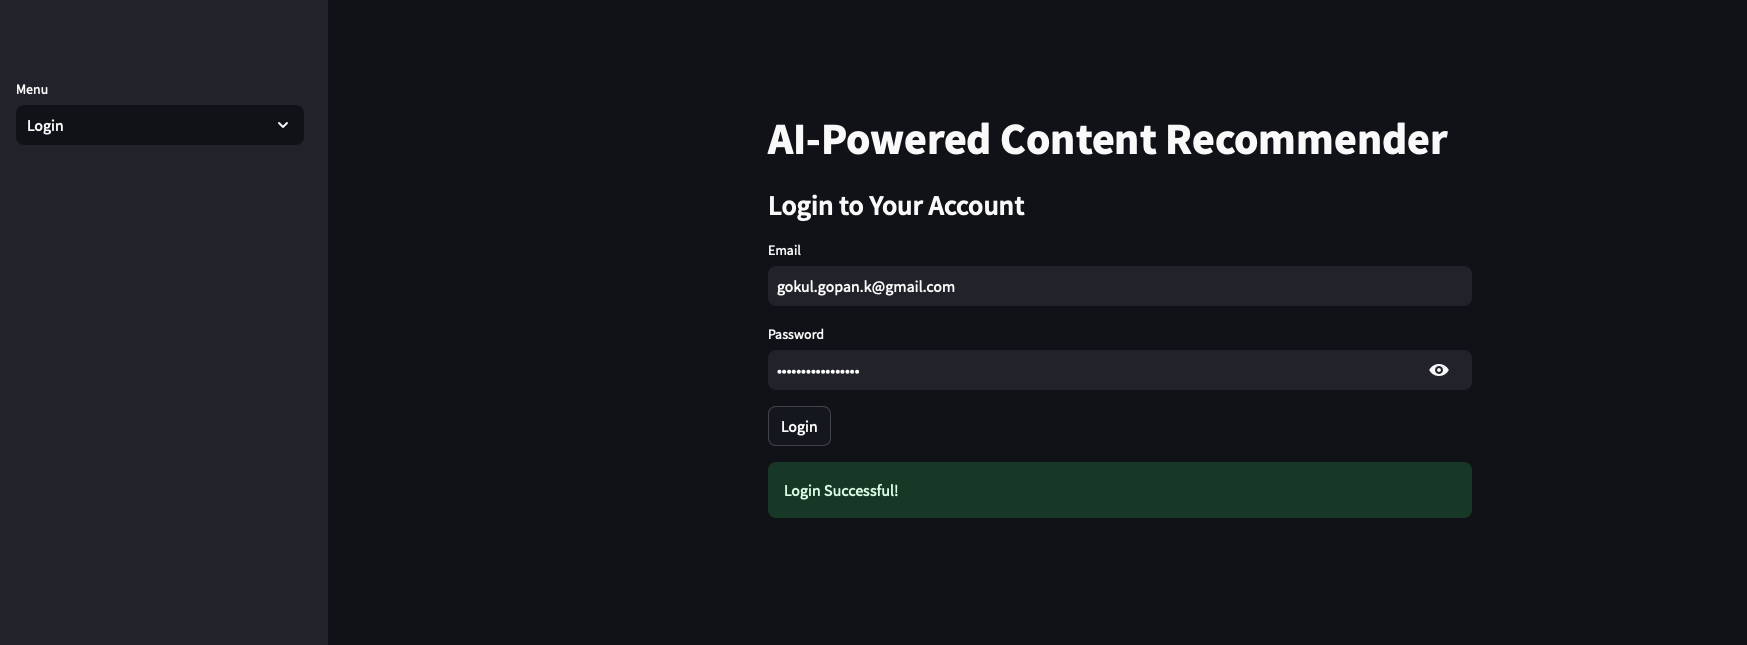 Menu
Login
AI-Powered Content Recommender
Login to Your Account
Email
gokul.gopan.k@gmail.com
Password
•••••••••••••••••
Login
Login Successful!